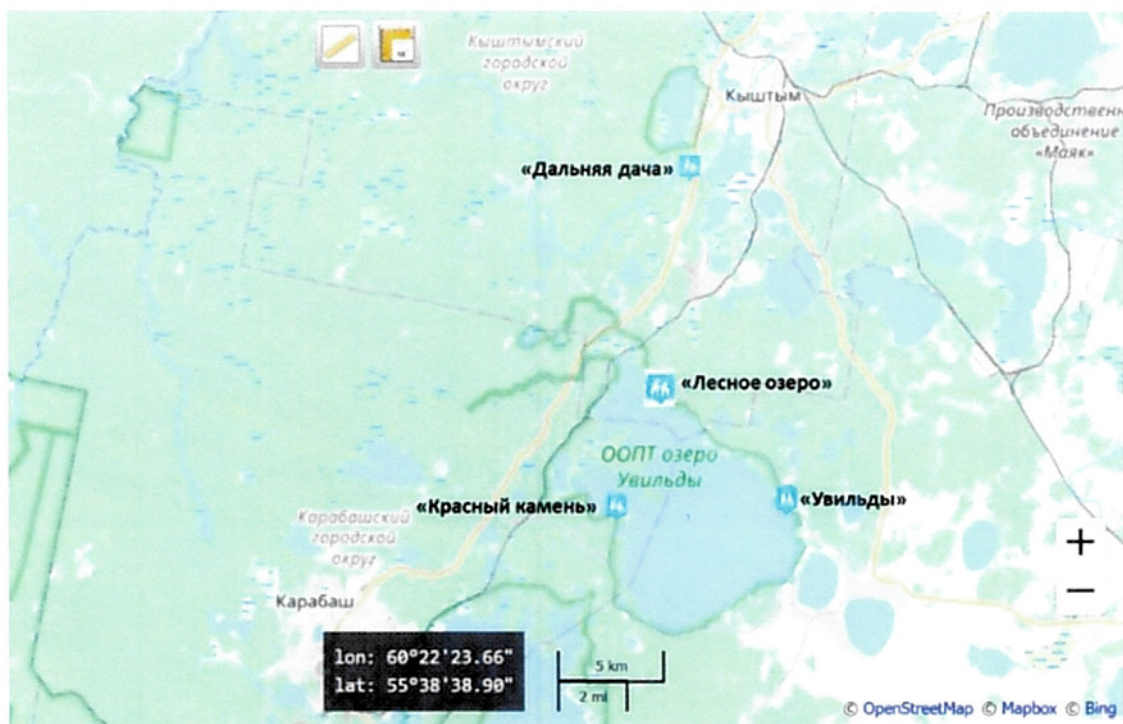 Кыштымский
городской
округ
Кыштым
Производственн
объединение
«Маяк»
«Дальняя дача»
«Лесное озеро»
ООПТ озеро
Увильды
«Красный камень»
«Увильды»
Карабашский
городской
округ
Карабаш
+
−
lon: 60°22'23.66"
lat: 55°38'38.90"
5 km
2 mi
© OpenStreetMap © Mapbox © Bing